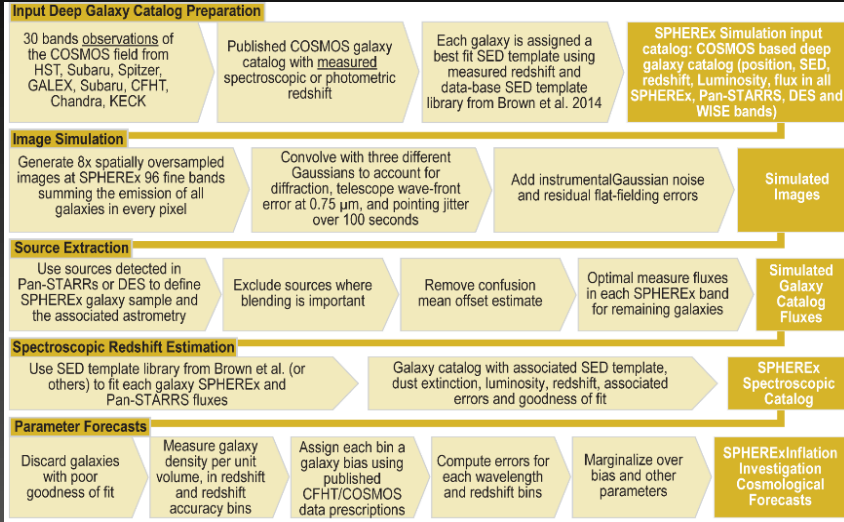 Input Deep Galaxy Catalog Preparation
30 bands observations of
the COSMOS field from
HST, Subaru, Spitzer,
GALEX, Subaru, CFHT,
Chandra, KECK
Published COSMOS galaxy
catalog with measured
spectroscopic or photometric
redshift
Each galaxy is assigned a
best fit SED template using
measured redshift and
data-base SED template
library from Brown et al. 2014
SPHEREx Simulation input
catalog: COSMOS based deep
galaxy catalog (position, SED,
redshift, Luminosity, flux in all
SPHEREx, Pan-STARRS, DES and
WISE bands)
Image Simulation
Generate 8x spatially oversampled
images at SPHEREx 96 fine bands
summing the emission of all
galaxies in every pixel
Convolve with three different
Gaussians to account for
diffraction, telescope wave-front
error at 0.75 µm, and pointing jitter
over 100 seconds
Add instrumentalGaussian noise
and residual flat-fielding errors
Simulated
Images
Source Extraction
Use sources detected in
Pan-STARRs or DES to define
SPHEREx galaxy sample and
the associated astrometry
Exclude sources where
blending is important
Remove confusion
mean offset estimate
Optimal measure fluxes
in each SPHEREx band
for remaining galaxies
Simulated
Galaxy
Catalog
Fluxes
Spectroscopic Redshift Estimation
Use SED template library from Brown et al. (or
others) to fit each galaxy SPHEREx and
Pan-STARRS fluxes
Galaxy catalog with associated SED template,
dust extinction, luminosity, redshift, associated
errors and goodness of fit
SPHEREx
Spectroscopic
Catalog
Parameter Forecasts
Discard galaxies
with poor
goodness of fit
Measure galaxy
density per unit
volume, in redshift
and redshift
accuracy bins
Assign each bin a
galaxy bias using
published
CFHT/COSMOS
data prescriptions
Compute errors for
each wavelength
and redshift bins
Marginalize over
bias and other
parameters
SPHERExInflation
Investigation
Cosmological
Forecasts